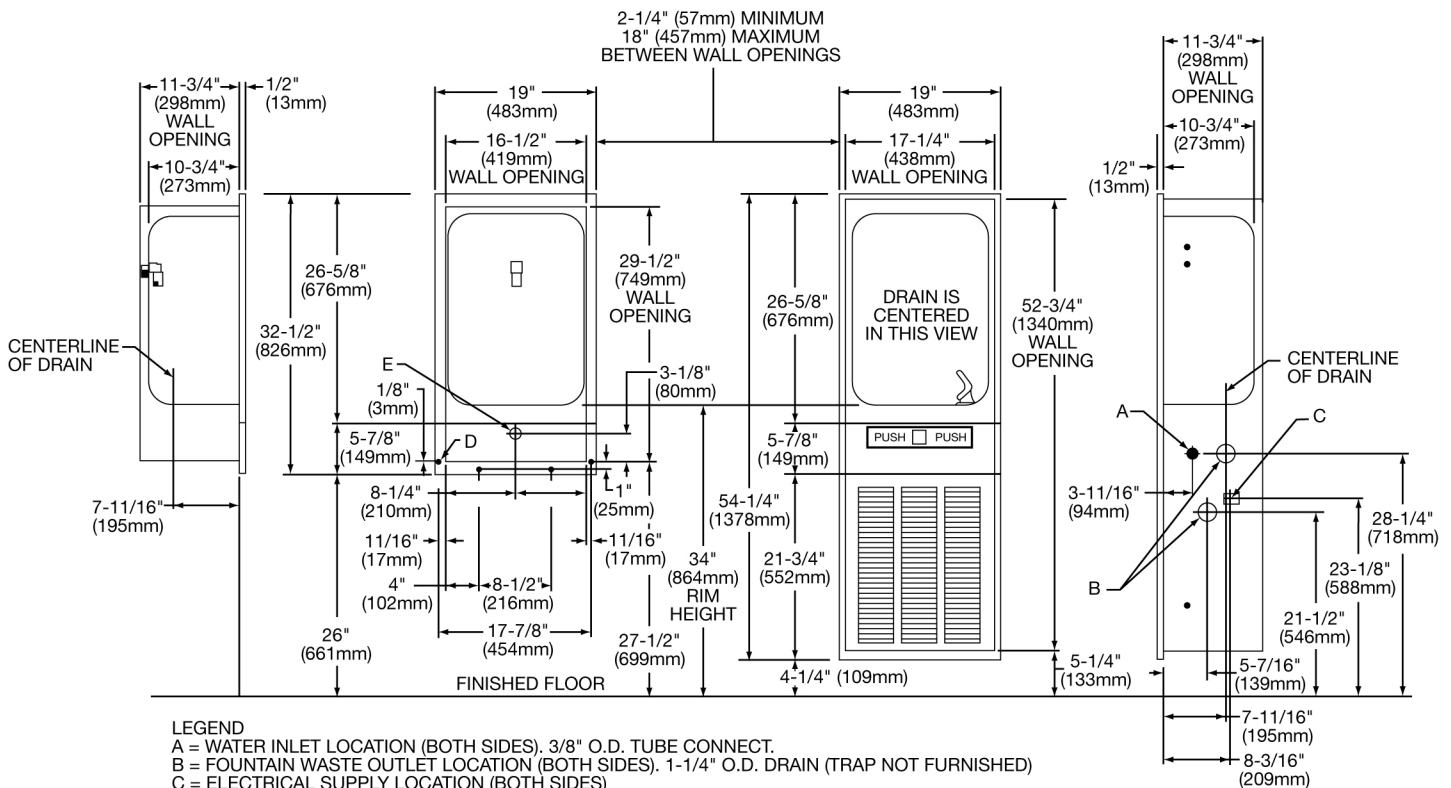 2-1/4" (57mm) MINIMUM
18" (457mm) MAXIMUM
BETWEEN WALL OPENINGS
11-3/4"
(298mm)
WALL
OPENING
1/2"
(13mm)
10-3/4"
(273mm)
19"
(483mm)
16-1/2"
(419mm)
WALL OPENING
19"
(483mm)
17-1/4"
(438mm)
WALL OPENING
11-3/4"
(298mm)
WALL
OPENING
10-3/4"
(273mm)
1/2"
(13mm)
CENTERLINE
OF DRAIN
7-11/16"
(195mm)
26-5/8"
(676mm)
32-1/2"
(826mm)
29-1/2"
(749mm)
WALL
OPENING
E
3-1/8"
(80mm)
1/8"
(3mm)
D
5-7/8"
(149mm)
8-1/4"
(210mm)
1"
(25mm)
11/16"
(17mm)
11/16"
(17mm)
4"
(102mm)
8-1/2"
(216mm)
17-7/8"
(454mm)
26"
(661mm)
27-1/2"
(699mm)
34"
(864mm)
RIM
HEIGHT
FINISHED FLOOR
26-5/8"
(676mm)
DRAIN IS
CENTERED
IN THIS VIEW
52-3/4"
(1340mm)
WALL
OPENING
5-7/8"
(149mm)
PUSH PUSH
54-1/4"
(1378mm)
21-3/4"
(552mm)
4-1/4" (109mm)
5-1/4"
(133mm)
CENTERLINE
OF DRAIN
A
C
3-11/16"
(94mm)
B
28-1/4"
(718mm)
23-1/8"
(588mm)
21-1/2"
(546mm)
5-7/16"
(139mm)
7-11/16"
(195mm)
8-3/16"
(209mm)
LEGEND
A = WATER INLET LOCATION (BOTH SIDES). 3/8" O.D. TUBE CONNECT.
B = FOUNTAIN WASTE OUTLET LOCATION (BOTH SIDES). 1-1/4" O.D. DRAIN (TRAP NOT FURNISHED)
C = ELECTRICAL SUPPLY LOCATION (BOTH SIDES)